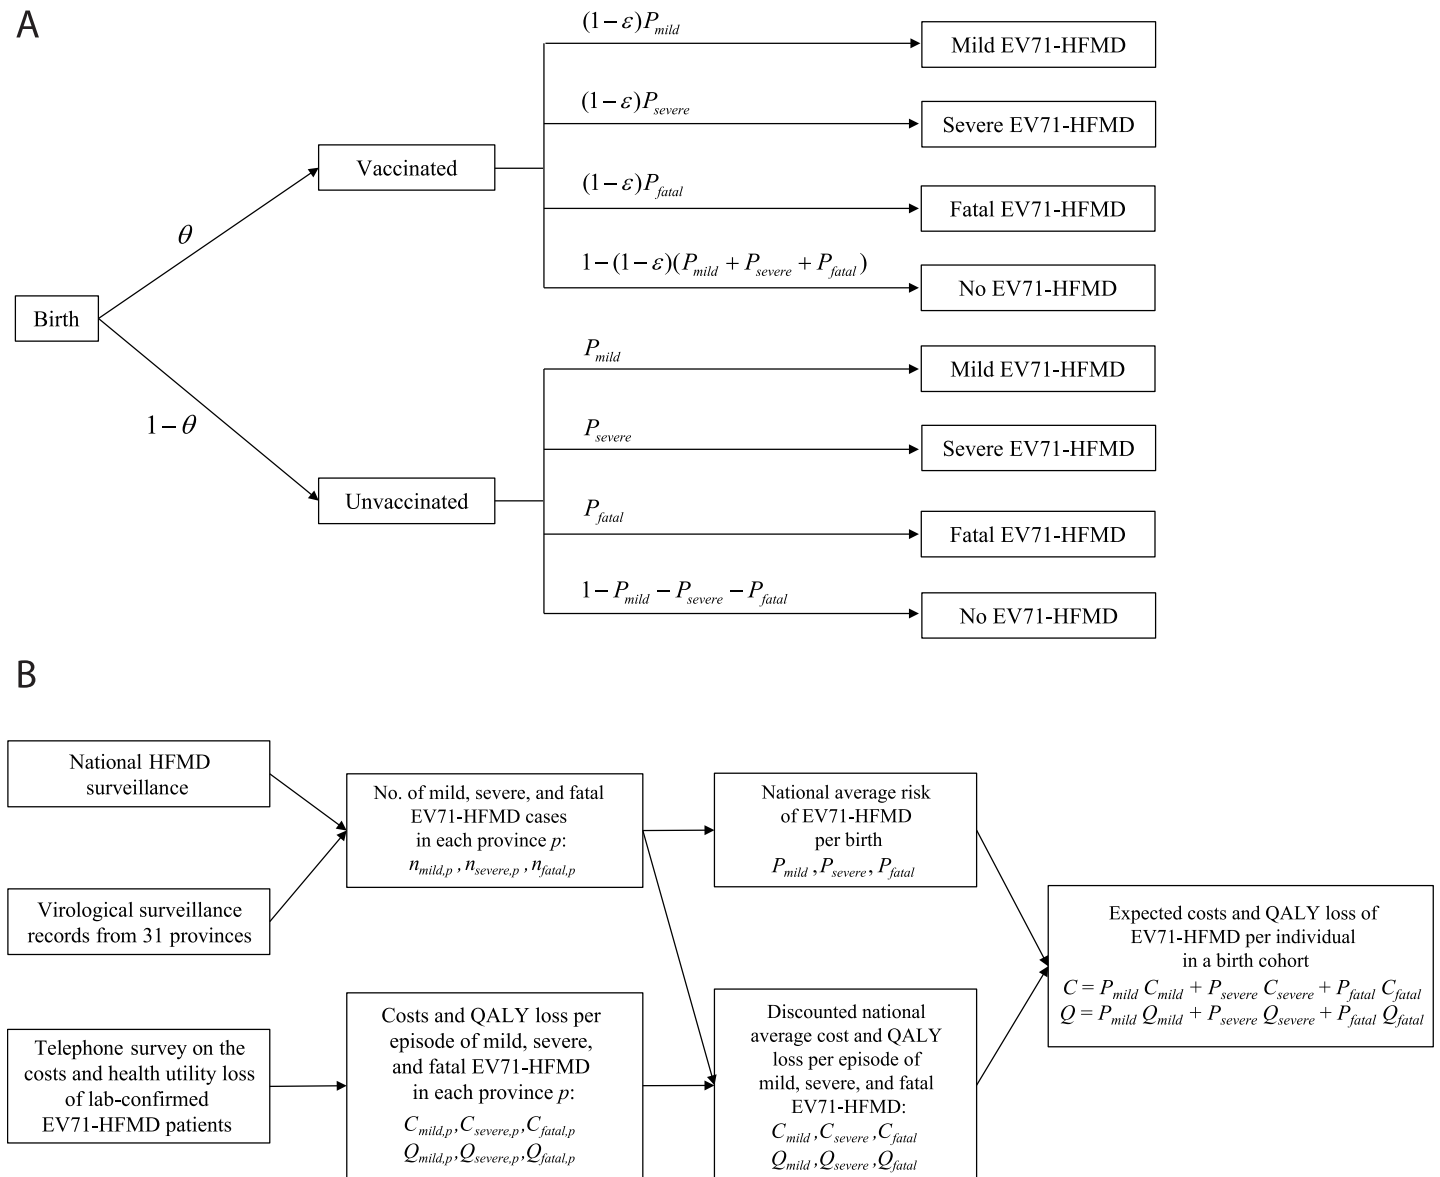 A
(1-ε)P_mild
Mild EV71-HFMD
(1-ε)P_severe
Severe EV71-HFMD
Vaccinated
(1-ε)P_fatal
Fatal EV71-HFMD
θ
1-(1-ε)(P_mild + P_severe + P_fatal)
No EV71-HFMD
Birth
P_mild
Mild EV71-HFMD
1-θ
P_severe
Severe EV71-HFMD
Unvaccinated
P_fatal
Fatal EV71-HFMD
1-P_mild-P_severe-P_fatal
No EV71-HFMD
B
National HFMD
surveillance
Virological surveillance
records from 31 provinces
Telephone survey on the
costs and health utility loss
of lab-confirmed
EV71-HFMD patients
No. of mild, severe, and fatal
EV71-HFMD cases
in each province p:
n_mild,p , n_severe,p , n_fatal,p
Costs and QALY loss per
episode of mild, severe,
and fatal EV71-HFMD
in each province p:
C_mild,p, C_severe,p, C_fatal,p
Q_mild,p, Q_severe,p, Q_fatal,p
National average risk
of EV71-HFMD
per birth
P_mild, P_severe, P_fatal
Discounted national
average cost and QALY
loss per episode of
mild, severe, and fatal
EV71-HFMD:
C_mild, C_severe, C_fatal
Q_mild, Q_severe, Q_fatal
Expected costs and QALY loss of
EV71-HFMD per individual
in a birth cohort
C = P_mild C_mild + P_severe C_severe + P_fatal C_fatal
Q = P_mild Q_mild + P_severe Q_severe + P_fatal Q_fatal